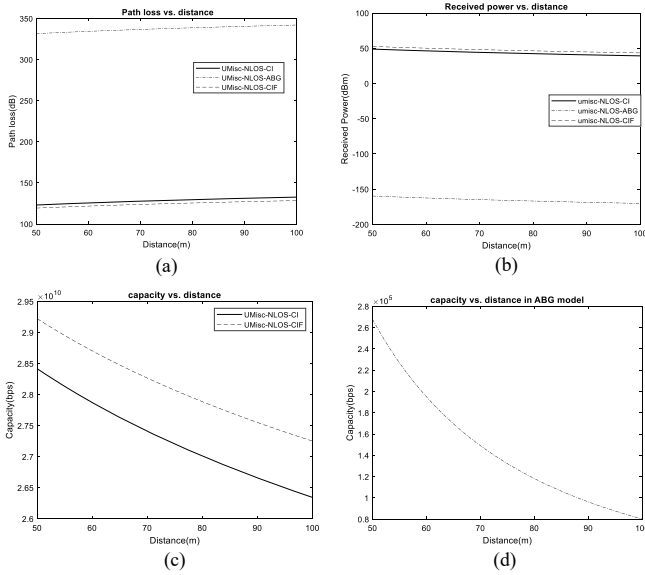 Path loss vs. distance
350
300
250
200
150
100
Path loss(dB)
UMisc-NLOS-CI
UMisc-NLOS-ABG
UMisc-NLOS-CIF
50 60 70 80 90 100
Distance(m)
(a)
Received power vs. distance
100
50
0
-50
-100
-150
-200
Received Power(dBm)
umisc-NLOS-CI
umisc-NLOS-ABG
umisc-NLOS-CIF
50 60 70 80 90 100
Distance(m)
(b)
×10^10
capacity vs. distance
2.95
2.9
2.85
2.8
2.75
2.7
2.65
2.6
Capacity(bps)
UMisc-NLOS-CI
UMisc-NLOS-CIF
50 60 70 80 90 100
Distance(m)
(c)
×10^5
capacity vs. distance in ABG model
2.8
2.6
2.4
2.2
2
1.8
1.6
1.4
1.2
1
0.8
Capacity(bps)
50 60 70 80 90 100
Distance(m)
(d)